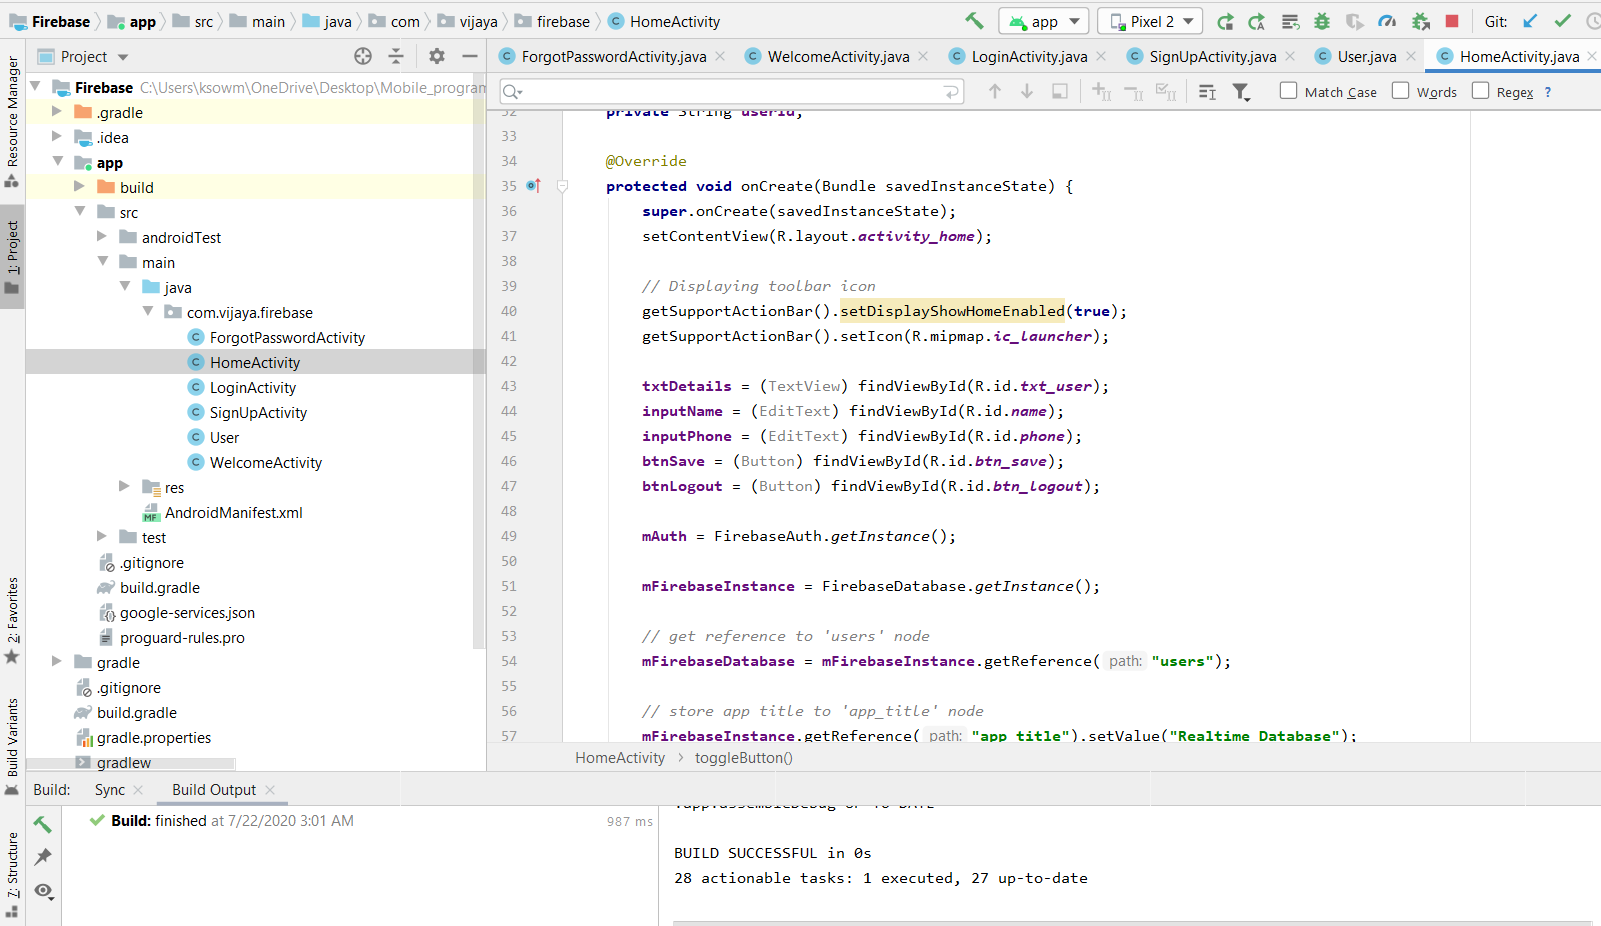 Firebase app src main java com vijaya firebase HomeActivity app Pixel 2 Git:
Project
ForgotPasswordActivity.java WelcomeActivity.java LoginActivity.java SignUpActivity.java User.java HomeActivity.java
Match Case Words Regex ?
Resource Manager
1: Project
2: Favorites
Build Variants
7: Structure
Firebase C:\Users\ksowm\OneDrive\Desktop\Mobile_program
.gradle
.idea
app
build
src
androidTest
main
java
com.vijaya.firebase
ForgotPasswordActivity
HomeActivity
LoginActivity
SignUpActivity
User
WelcomeActivity
res
AndroidManifest.xml
test
.gitignore
build.gradle
google-services.json
proguard-rules.pro
gradle
.gitignore
build.gradle
gradle.properties
gradlew
32 private String userId;
33
34 @Override
35 protected void onCreate(Bundle savedInstanceState) {
36 super.onCreate(savedInstanceState);
37 setContentView(R.layout.activity_home);
38
39 // Displaying toolbar icon
40 getSupportActionBar().setDisplayShowHomeEnabled(true);
41 getSupportActionBar().setIcon(R.mipmap.ic_launcher);
42
43 txtDetails = (TextView) findViewById(R.id.txt_user);
44 inputName = (EditText) findViewById(R.id.name);
45 inputPhone = (EditText) findViewById(R.id.phone);
46 btnSave = (Button) findViewById(R.id.btn_save);
47 btnLogout = (Button) findViewById(R.id.btn_logout);
48
49 mAuth = FirebaseAuth.getInstance();
50
51 mFirebaseInstance = FirebaseDatabase.getInstance();
52
53 // get reference to 'users' node
54 mFirebaseDatabase = mFirebaseInstance.getReference( path: "users");
55
56 // store app title to 'app_title' node
57 mFirebaseInstance.getReference( path: "app_title").setValue("Realtime Database");
HomeActivity › toggleButton()
Build: Sync Build Output
Build: finished at 7/22/2020 3:01 AM 987 ms
:app:assembleDebug UP-TO-DATE
BUILD SUCCESSFUL in 0s
28 actionable tasks: 1 executed, 27 up-to-date